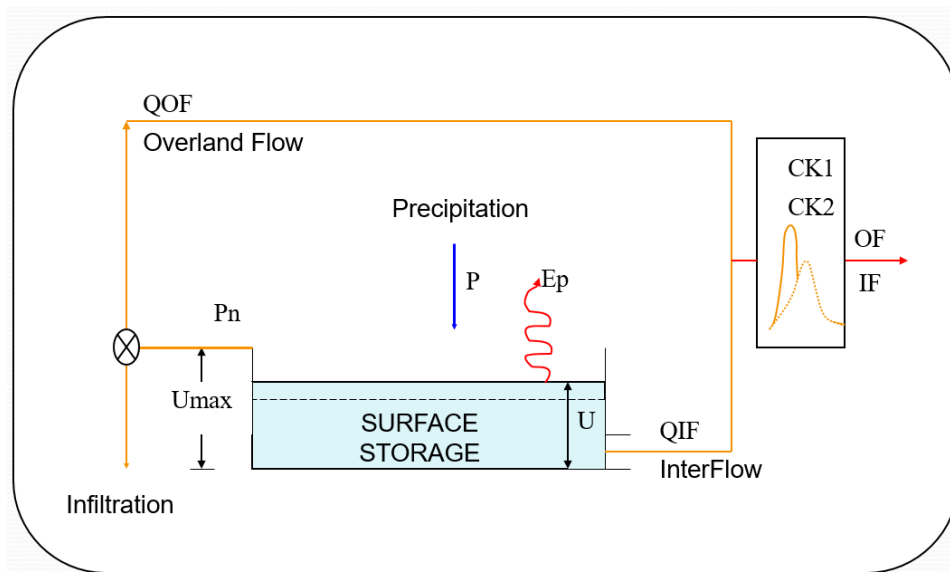 QOF
Overland Flow
CK1
CK2
Precipitation
OF
P
Ep
IF
Pn
Umax
SURFACE
STORAGE
U
QIF
InterFlow
Infiltration